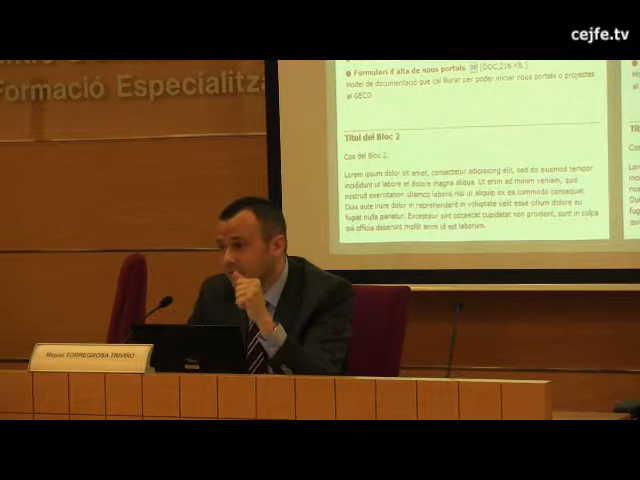 cejfe.tv
Formació Especialitza
Formulari d'alta de nous portals. [DOC,216 Kb.]
Model de documentació que cal lliurar per poder iniciar nous portals o projectes
al GECO.
Títol del Bloc 2
Cos del Bloc 2.
Lorem ipsum dolor sit amet, consectetur adipisicing elit, sed do eiusmod tempor
incididunt ut labore et dolore magna aliqua. Ut enim ad minim veniam, quis
nostrud exercitation ullamco laboris nisi ut aliquip ex ea commodo consequat.
Duis aute irure dolor in reprehenderit in voluptate velit esse cillum dolore eu
fugiat nulla pariatur. Excepteur sint occaecat cupidatat non proident, sunt in culpa
qui officia deserunt mollit anim id est laborum.
Miquel TORREGROSA TRIVIÑO